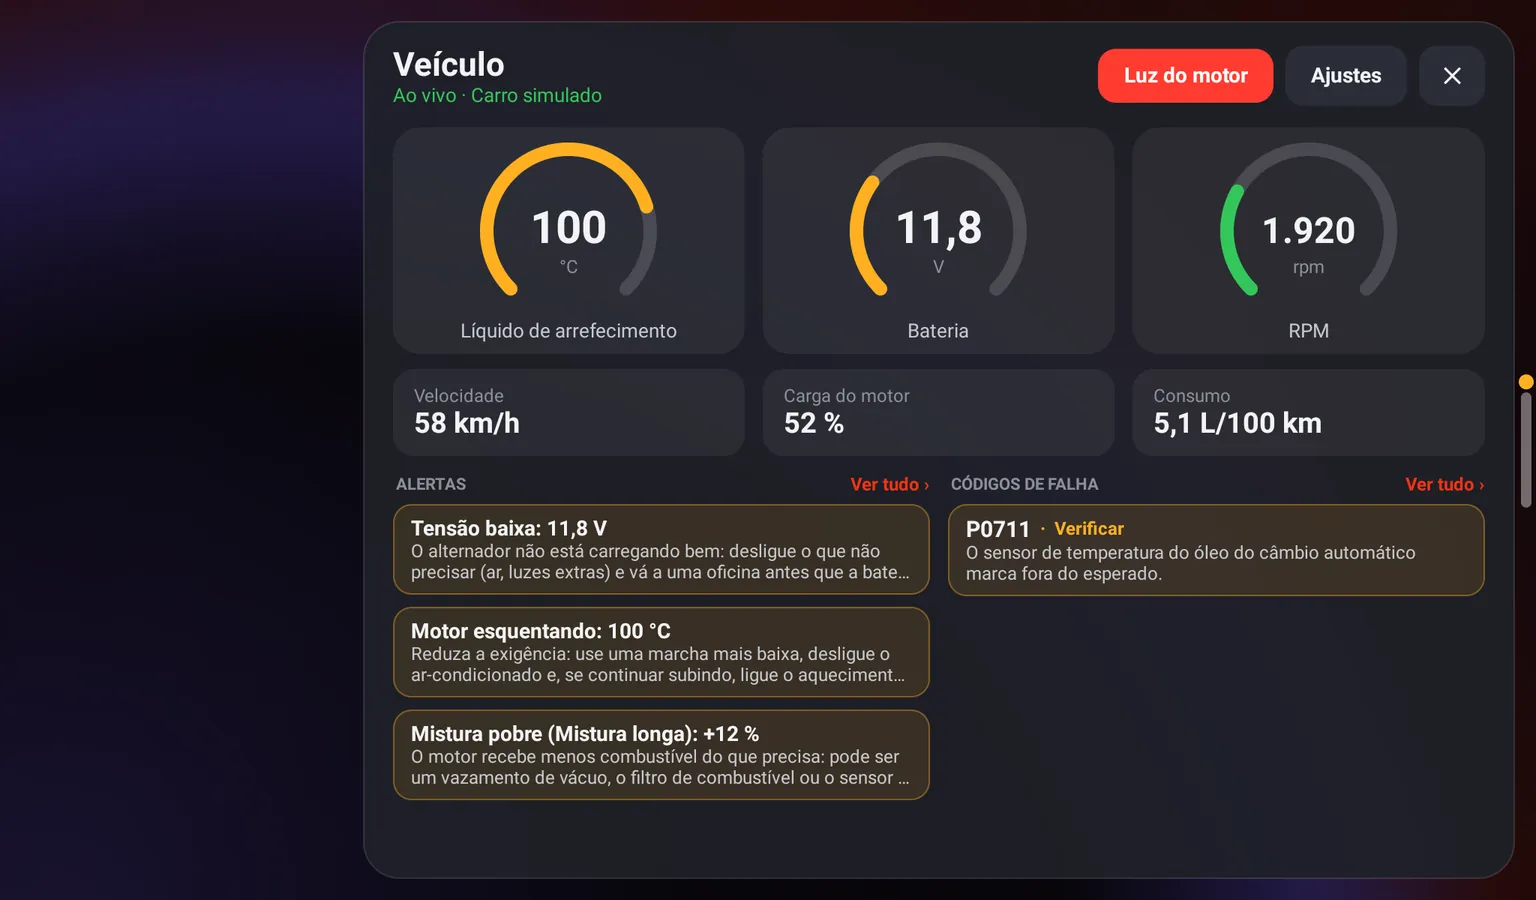 Veículo
Ao vivo · Carro simulado
Luz do motor
Ajustes
100
°C
Líquido de arrefecimento
11,8
V
Bateria
1.920
rpm
RPM
Velocidade
58 km/h
Carga do motor
52 %
Consumo
5,1 L/100 km
ALERTAS
Ver tudo ›
Tensão baixa: 11,8 V
O alternador não está carregando bem: desligue o que não
precisar (ar, luzes extras) e vá a uma oficina antes que a bate…
Motor esquentando: 100 °C
Reduza a exigência: use uma marcha mais baixa, desligue o
ar-condicionado e, se continuar subindo, ligue o aqueciment…
Mistura pobre (Mistura longa): +12 %
O motor recebe menos combustível do que precisa: pode ser
um vazamento de vácuo, o filtro de combustível ou o sensor …
CÓDIGOS DE FALHA
Ver tudo ›
P0711 · Verificar
O sensor de temperatura do óleo do câmbio automático
marca fora do esperado.